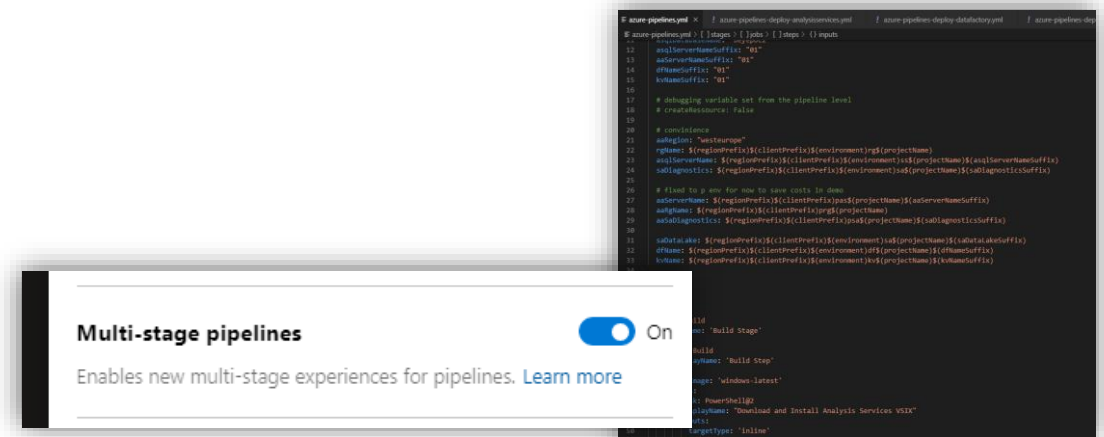 azure-pipelines.yml × azure-pipelines-deploy-analysisservices.yml azure-pipelines-deploy-datafactory.yml azure-pipelines-dep
azure-pipelines.yml > [ ] stages > [ ] jobs > [ ] steps > {} inputs
12 asqlServerNameSuffix: "01"
13 aaServerNameSuffix: "01"
14 dfNameSuffix: "01"
15 kvNameSuffix: "01"
16
17 # debugging variable set from the pipeline level
18 # createRessource: False
19
20 # convinience
21 aaRegion: "westeurope"
22 rgName: $(regionPrefix)$(clientPrefix)$(environment)rg$(projectName)
23 asqlServerName: $(regionPrefix)$(clientPrefix)$(environment)ss$(projectName)$(asqlServerNameSuffix)
24 saDiagnostics: $(regionPrefix)$(clientPrefix)$(environment)sa$(projectName)$(saDiagnosticsSuffix)
25
26 # fixed to p env for now to save costs in demo
27 aaServerName: $(regionPrefix)$(clientPrefix)pas$(projectName)$(aaServerNameSuffix)
28 aaRgName: $(regionPrefix)$(clientPrefix)prg$(projectName)
29 aaSaDiagnostics: $(regionPrefix)$(clientPrefix)psa$(projectName)$(saDiagnosticsSuffix)
30
31 saDataLake: $(regionPrefix)$(clientPrefix)$(environment)sa$(projectName)$(saDataLakeSuffix)
32 dfName: $(regionPrefix)$(clientPrefix)$(environment)df$(projectName)$(dfNameSuffix)
33 kvName: $(regionPrefix)$(clientPrefix)$(environment)kv$(projectName)$(kvNameSuffix)
Multi-stage pipelines On
Enables new multi-stage experiences for pipelines. Learn more
ild
me: 'Build Stage'
Build
ayName: 'Build Step'
mage: 'windows-latest'
k: PowerShell@2
playName: "Download and Install Analysis Services VSIX"
uts:
50 targetType: 'inline'